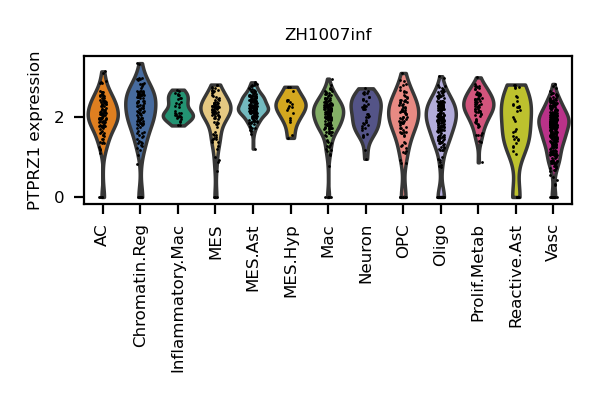 ZH1007inf
PTPRZ1 expression
2
0
AC
Chromatin.Reg
Inflammatory.Mac
MES
MES.Ast
MES.Hyp
Mac
Neuron
OPC
Oligo
Prolif.Metab
Reactive.Ast
Vasc